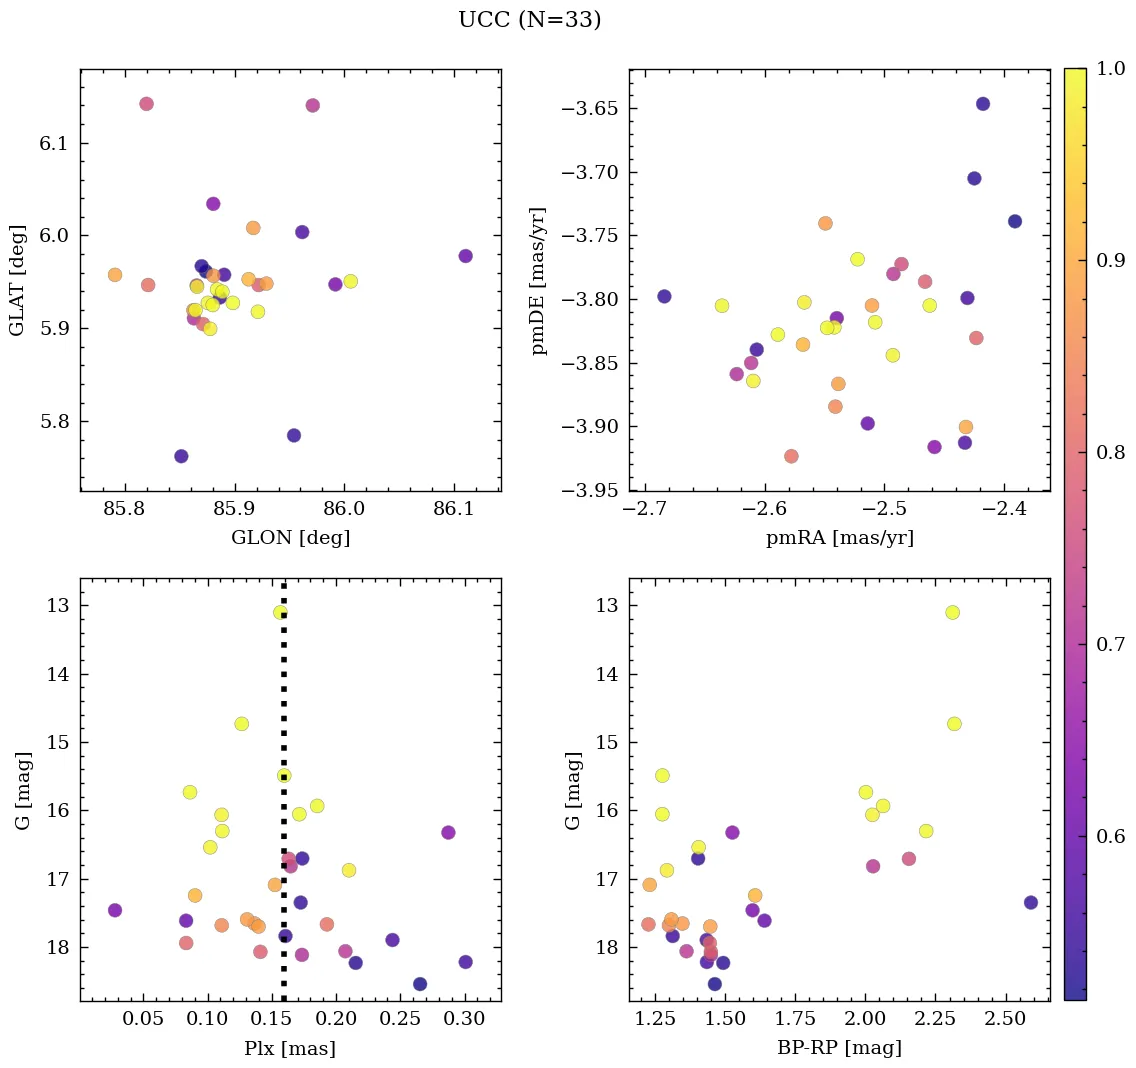 UCC (N=33)
6.1
6.0
5.9
5.8
GLAT [deg]
85.8 85.9 86.0 86.1
GLON [deg]
−3.65
−3.70
−3.75
−3.80
−3.85
−3.90
−3.95
pmDE [mas/yr]
−2.7 −2.6 −2.5 −2.4
pmRA [mas/yr]
1.0
0.9
0.8
0.7
0.6
13
14
15
16
17
18
G [mag]
0.05 0.10 0.15 0.20 0.25 0.30
Plx [mas]
13
14
15
16
17
18
G [mag]
1.25 1.50 1.75 2.00 2.25 2.50
BP-RP [mag]